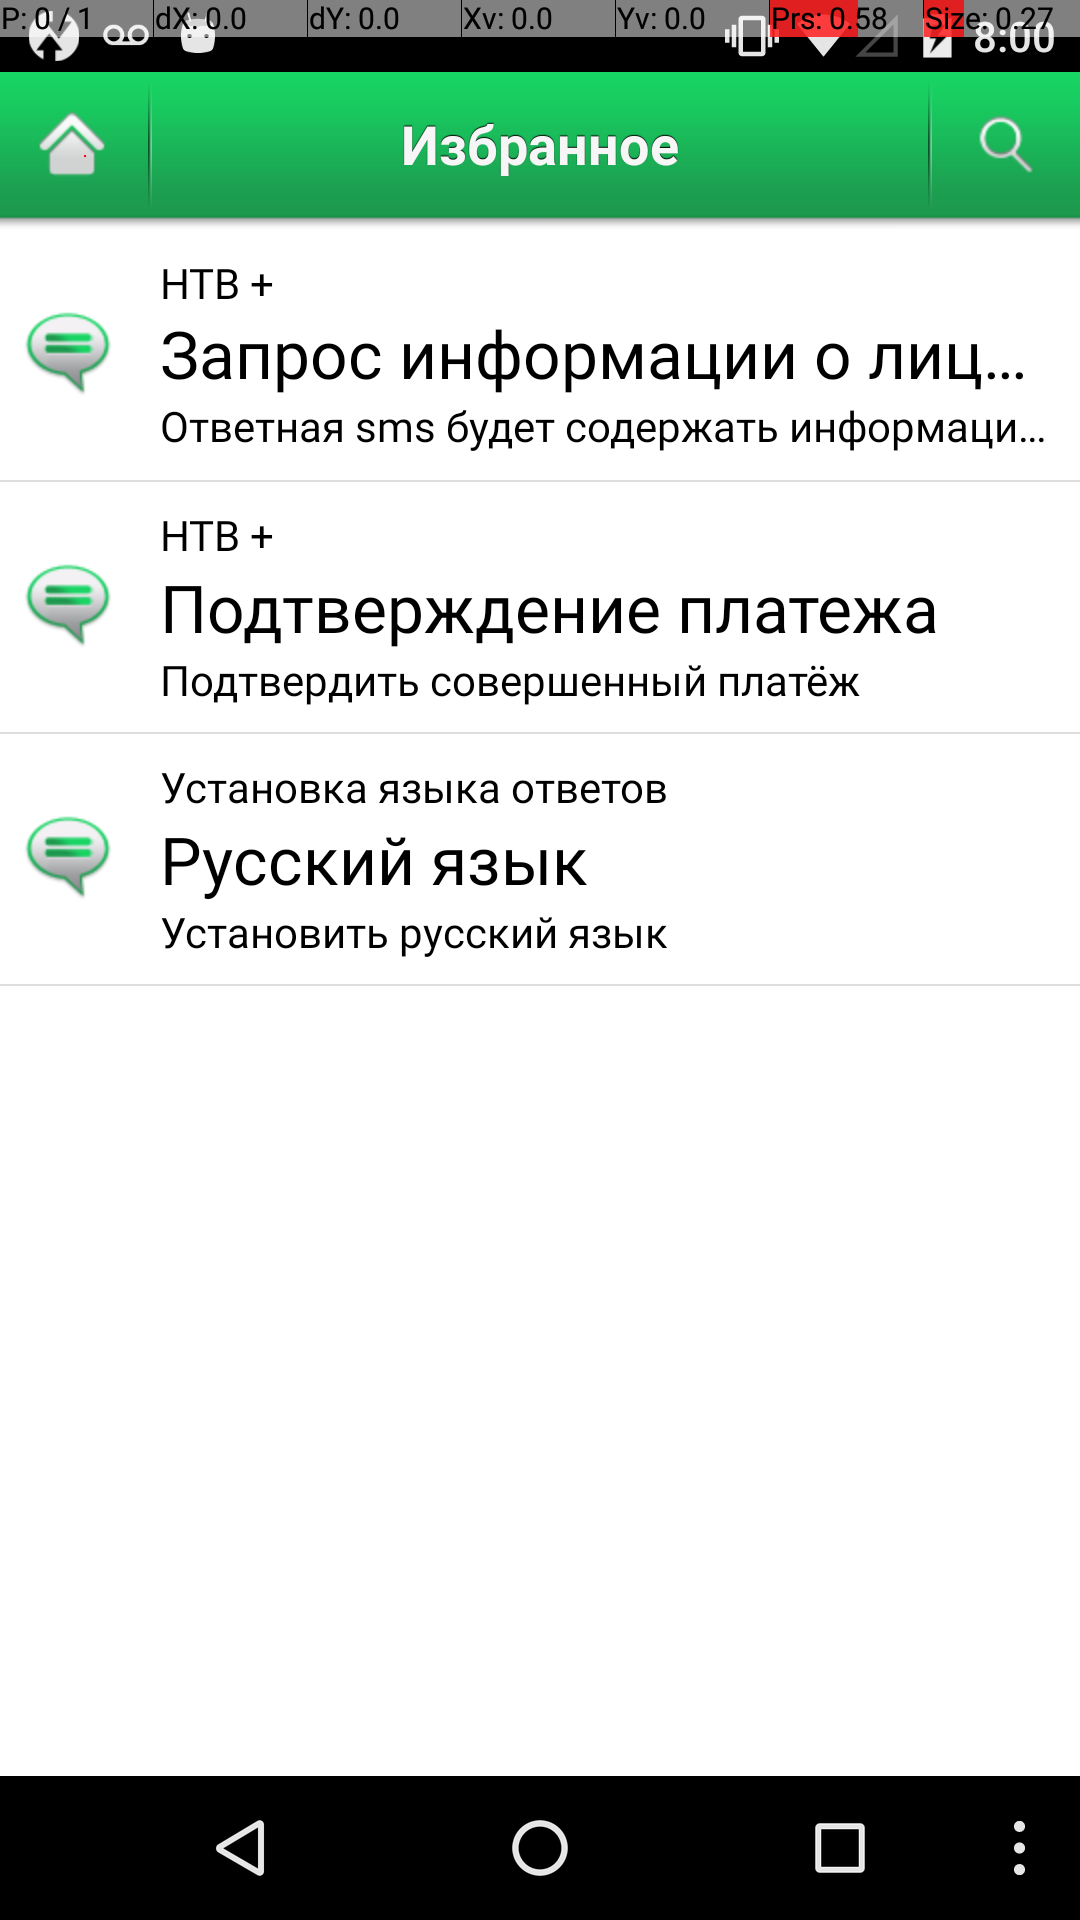 P: 0 / 1 dX: 0.0 dY: 0.0 Xv: 0.0 Yv: 0.0 Prs: 0.58 Size: 0.27
8:00
Избранное
НТВ +
Запрос информации о лиц...
Ответная sms будет содержать информаци...
НТВ +
Подтверждение платежа
Подтвердить совершенный платёж
Установка языка ответов
Русский язык
Установить русский язык